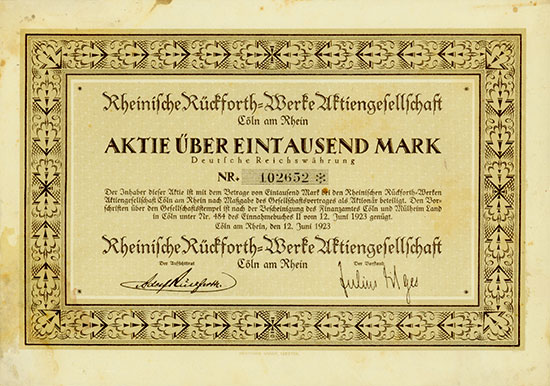 Rheinische Rückforth-Werke Aktiengesellschaft
Cöln am Rhein
AKTIE ÜBER EINTAUSEND MARK
Deutsche Reichswährung
NR. 102652 ✻
Der Inhaber dieser Aktie ist mit dem Betrage von Eintausend Mark bei den Rheinischen Rückforth-Werken
Aktiengesellschaft Cöln am Rhein nach Maßgabe des Gesellschaftsvertrages als Aktionär beteiligt. Den Vor-
schriften über den Gesellschaftsstempel ist nach der Bescheinigung des Finanzamtes Cöln und Mülheim Land
in Cöln unter Nr. 484 des Einnahmebuches II vom 12. Juni 1923 genügt.
Cöln am Rhein, den 12. Juni 1923
Rheinische Rückforth-Werke Aktiengesellschaft
Der Aufsichtsrat Cöln am Rhein Der Vorstand
Rückforth Julius